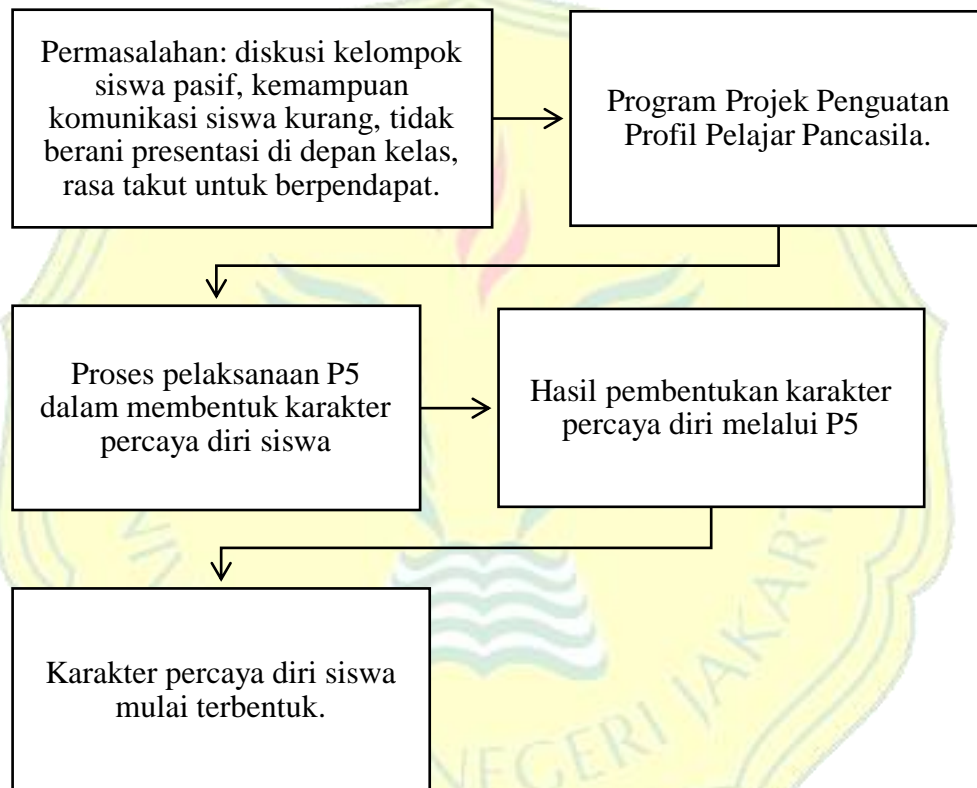 Permasalahan: diskusi kelompok
siswa pasif, kemampuan
komunikasi siswa kurang, tidak
berani presentasi di depan kelas,
rasa takut untuk berpendapat.
Program Projek Penguatan
Profil Pelajar Pancasila.
Proses pelaksanaan P5
dalam membentuk karakter
percaya diri siswa
Hasil pembentukan karakter
percaya diri melalui P5
Karakter percaya diri siswa
mulai terbentuk.
NEGERI JAKAR